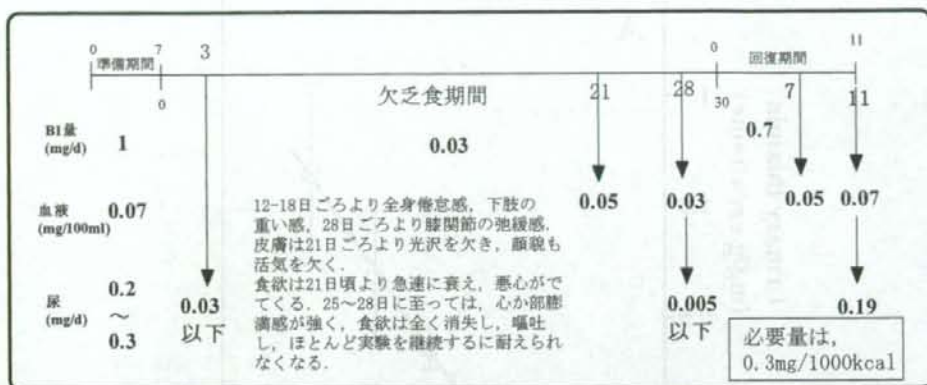 0 7 3 0 11
準備期間 回復期間
0 欠乏食期間 21 28 30 7 11
B1量
(mg/d) 1 0.03 0.7
血液
(mg/100ml) 0.07 0.05 0.03 0.05 0.07
12-18日ごろより全身倦怠感，下肢の
重い感，28日ごろより膝関節の弛緩感．
皮膚は21日ごろより光沢を欠き，顔貌も
活気を欠く．
食欲は21日頃より急速に衰え，悪心がで
てくる．25～28日に至っては，心か部膨
満感が強く，食欲は全く消失し，嘔吐
し，ほとんど実験を継続するに耐えられ
なくなる．
尿
(mg/d) 0.2
～
0.3
0.03
以下
0.005
以下
0.19
必要量は，
0.3mg/1000kcal